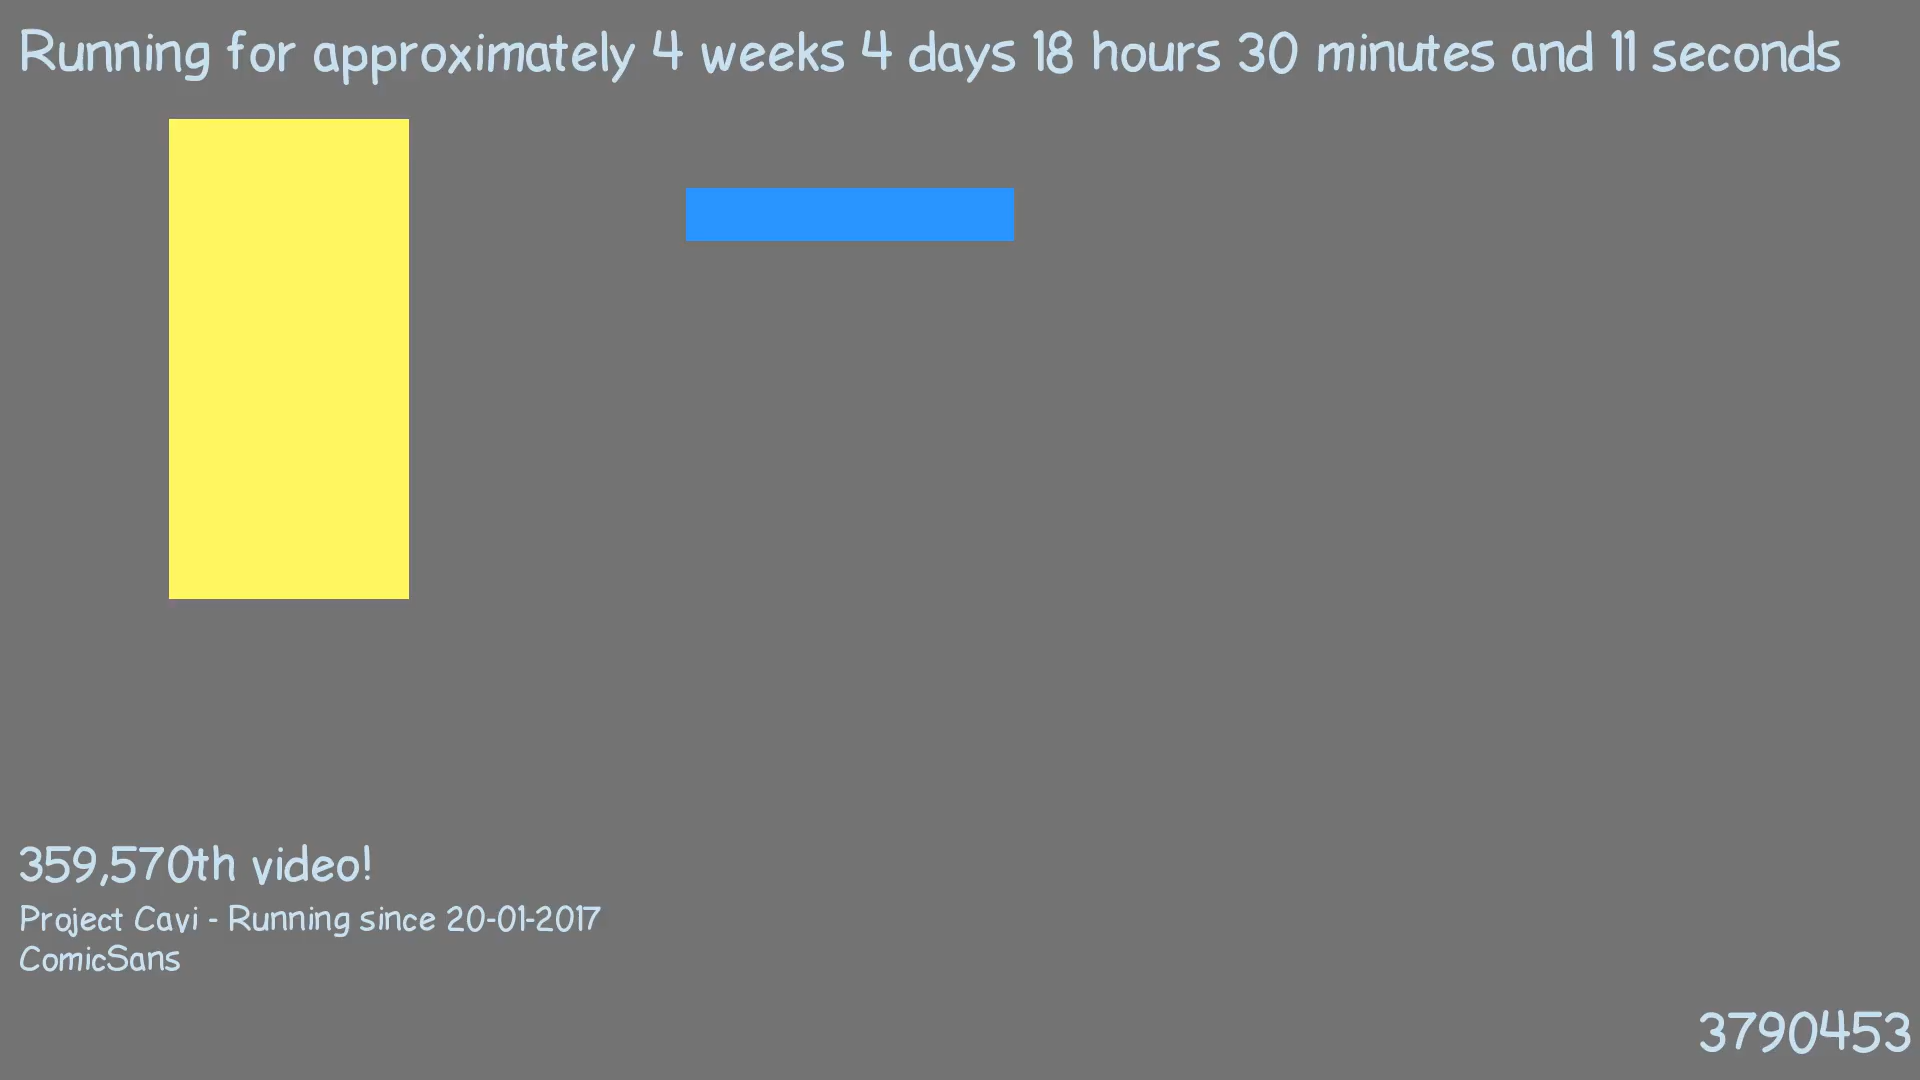 Running for approximately 4 weeks 4 days 18 hours 30 minutes and 11 seconds
359,570th video!
Project Cavi - Running since 20-01-2017
ComicSans
3790453